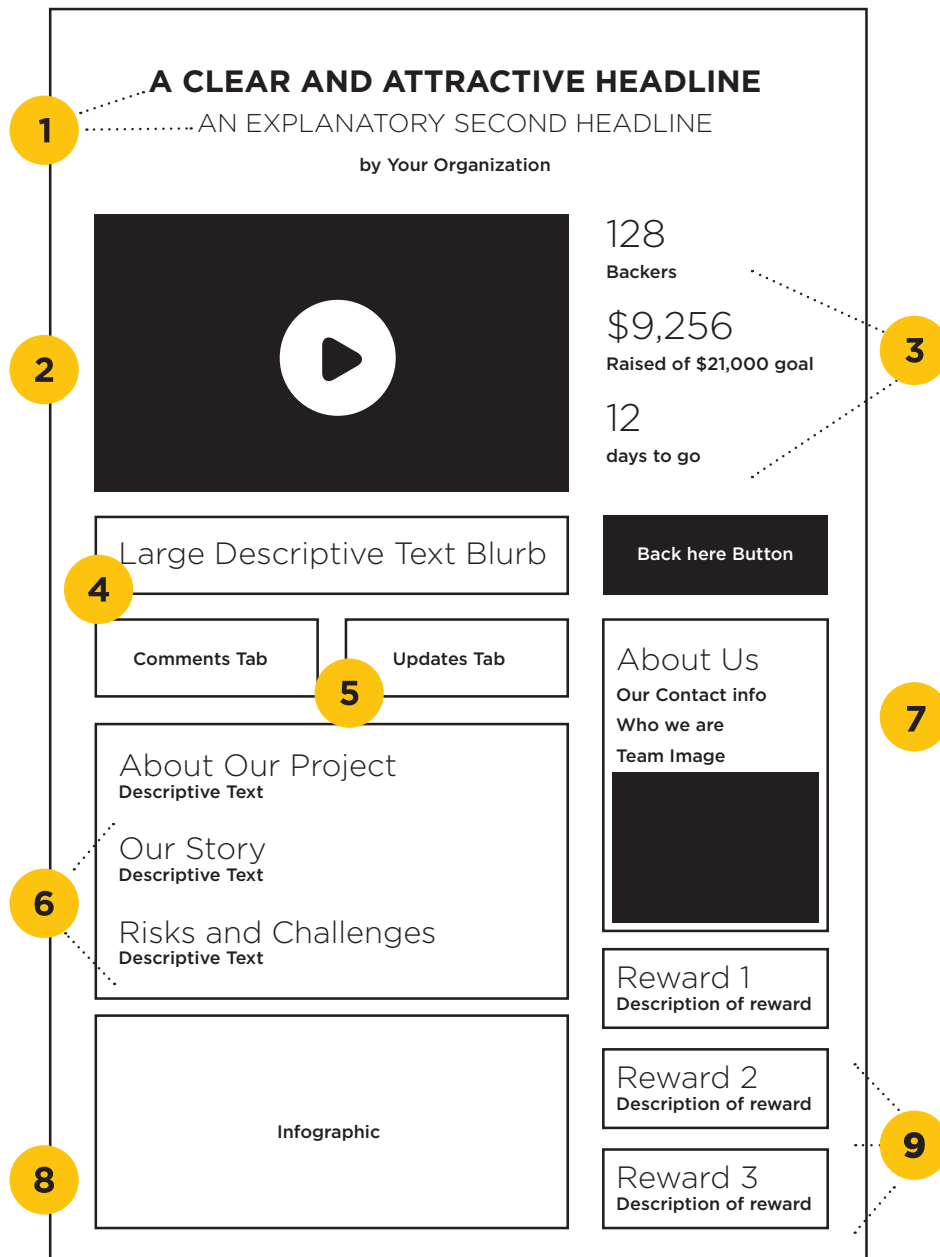 A CLEAR AND ATTRACTIVE HEADLINE
1
AN EXPLANATORY SECOND HEADLINE
by Your Organization
2
128
Backers
$9,256
Raised of $21,000 goal
12
days to go
3
Large Descriptive Text Blurb
4
Back here Button
Comments Tab
Updates Tab
5
About Us
Our Contact info
Who we are
Team Image
7
About Our Project
Descriptive Text
Our Story
Descriptive Text
Risks and Challenges
Descriptive Text
6
Reward 1
Description of reward
Reward 2
Description of reward
Reward 3
Description of reward
9
Infographic
8